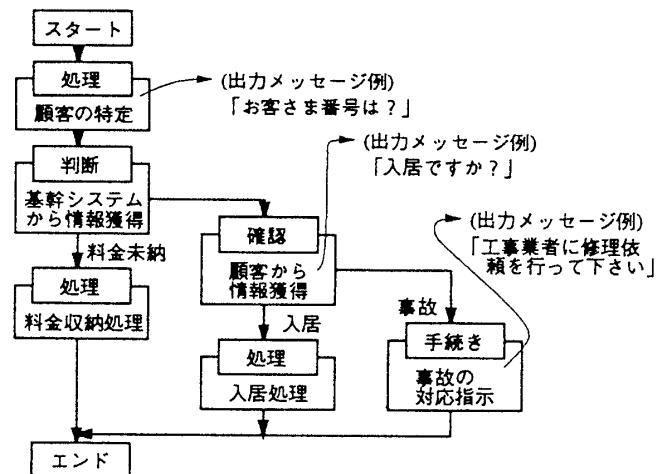 スタート
処理
顧客の特定
(出力メッセージ例)
「お客さま番号は？」
判断
基幹システム
から情報獲得
(出力メッセージ例)
「入居ですか？」
料金未納
処理
料金収納処理
確認
顧客から
情報獲得
(出力メッセージ例)
「工事業者に修理依
頼を行って下さい」
入居
処理
入居処理
事故
手続き
事故の
対応指示
エンド